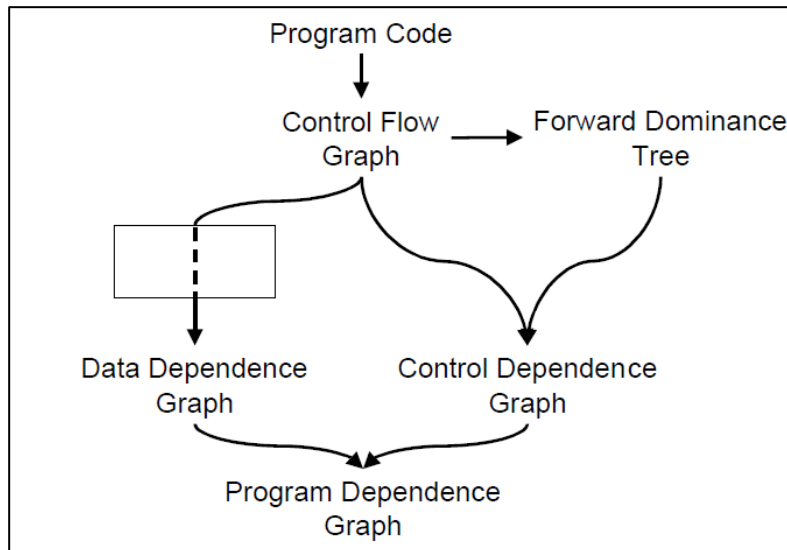 Program Code
Control Flow
Graph
Forward Dominance
Tree
Data Dependence
Graph
Control Dependence
Graph
Program Dependence
Graph